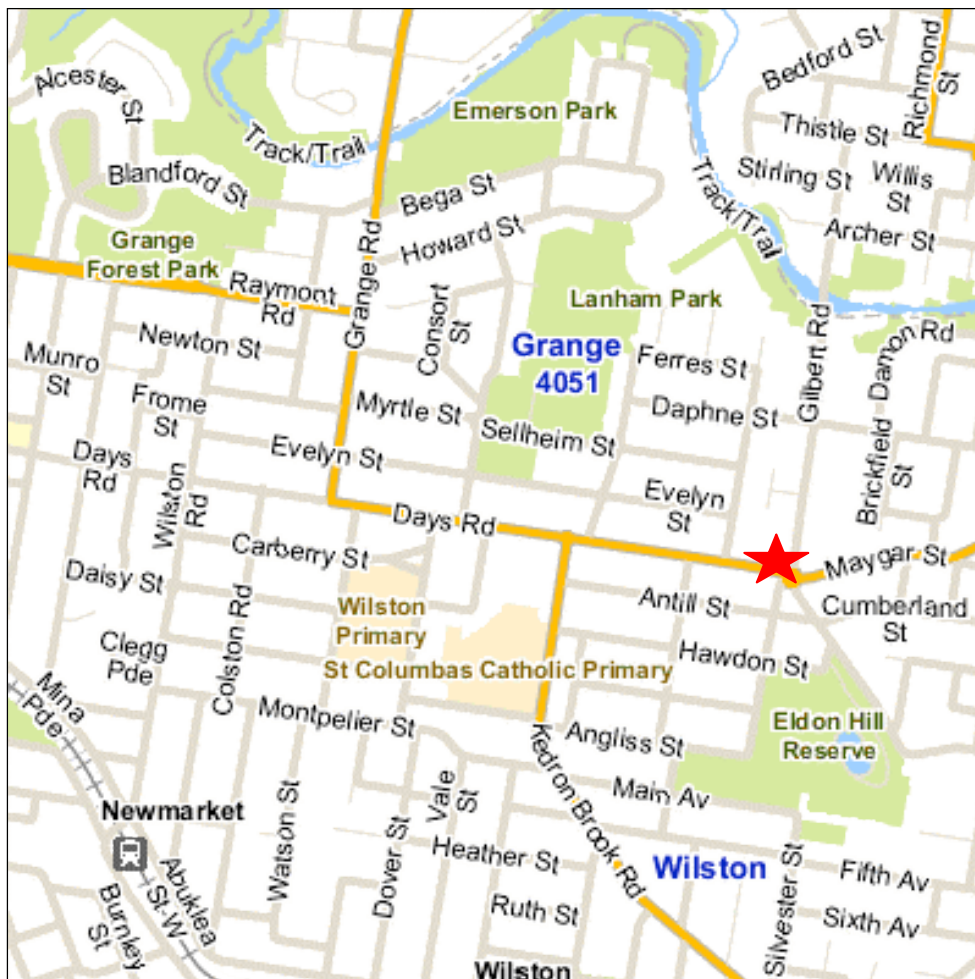 Alcester St
Bedford St
Richmond
St
Emerson Park
Thistle St
Track/Trail
Track/Trail
Blandford St
Bega St
Stirling St
Willis
St
Howard St
Archer St
Grange
Forest Park
Raymont
Rd
Grange Rd
Lanham Park
Newton St
Consort
St
Grange
4051
Ferres St
Gilbert Rd
Damon Rd
Munro
St
Frome
St
Myrtle St
Sellheim St
Daphne St
Days
Rd
Wilston
Rd
Evelyn St
Evelyn
St
Brickfield
St
Days Rd
Carberry St
Maygar St
Daisy St
Antill St
Cumberland
St
Wilston
Primary
Clegg
Pde
Colston Rd
St Columbas Catholic Primary
Hawdon St
Mina
Pde
Montpelier St
Angliss St
Eldon Hill
Reserve
Kedron Brook Rd
Main Av
Newmarket
Watson St
Dover St
Vale
St
Heather St
Wilston
Silvester St
Fifth Av
Abuklea
St-W
Burnley
St
Ruth St
Sixth Av
Wilston